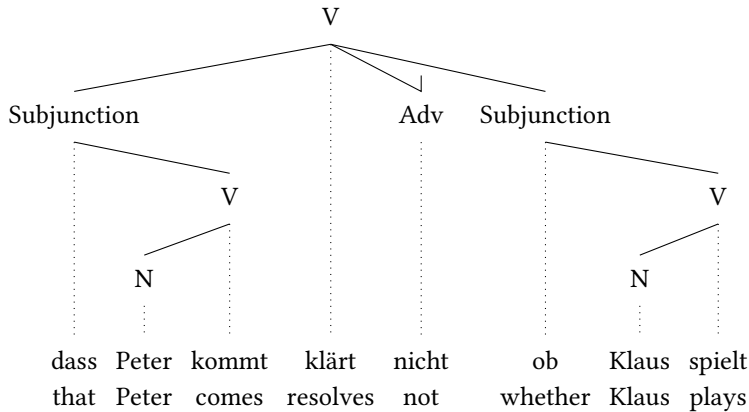 V
Subjunction Adv Subjunction
V V
N N
dass Peter kommt klärt nicht ob Klaus spielt
that Peter comes resolves not whether Klaus plays